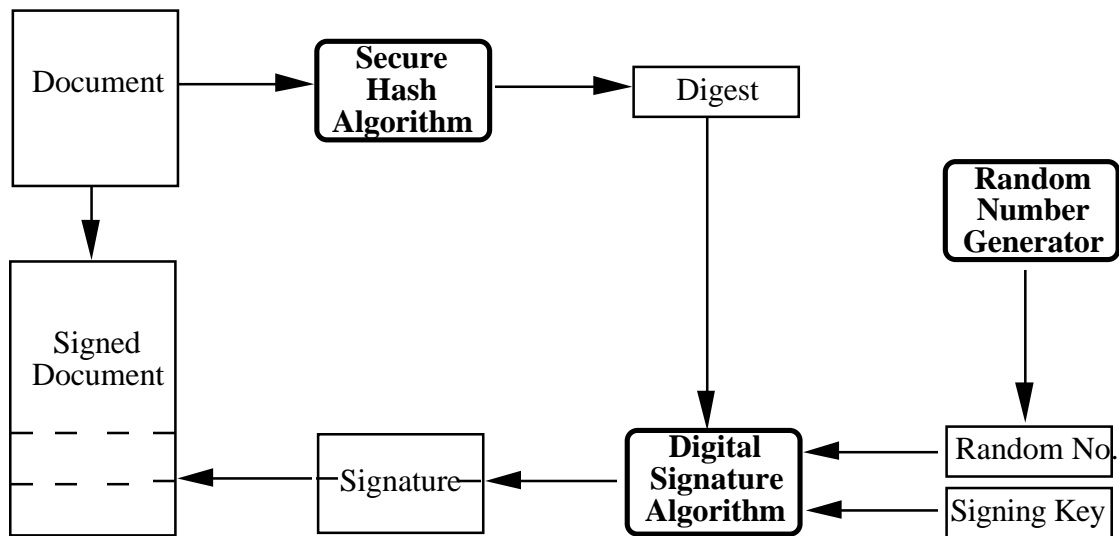 Document
Secure
Hash
Algorithm
Digest
Random
Number
Generator
Signed
Document
Signature
Digital
Signature
Algorithm
Random No.
Signing Key